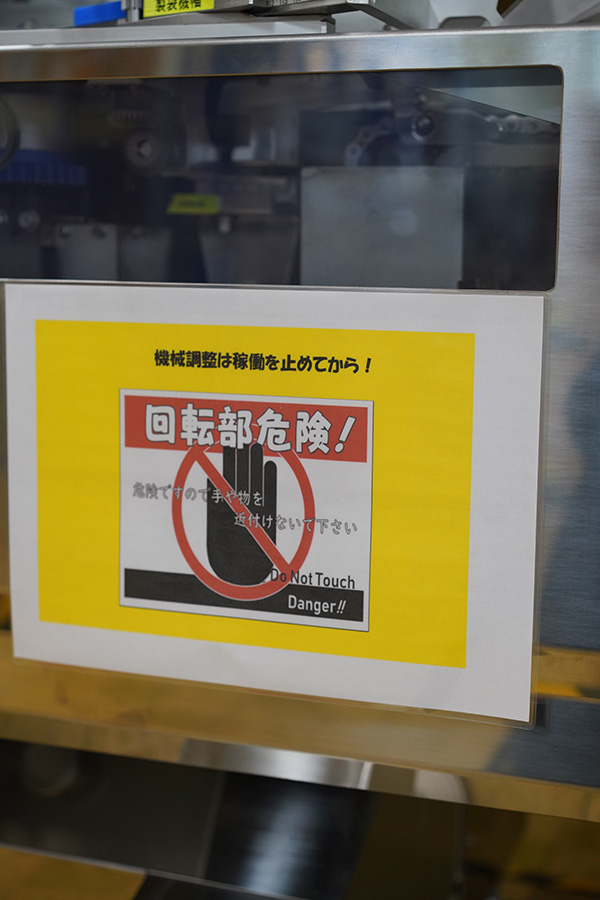 機械調整は稼働を止めてから！
回転部危険！
危険ですので手や物を
近付けないで下さい
Do Not Touch
Danger!!